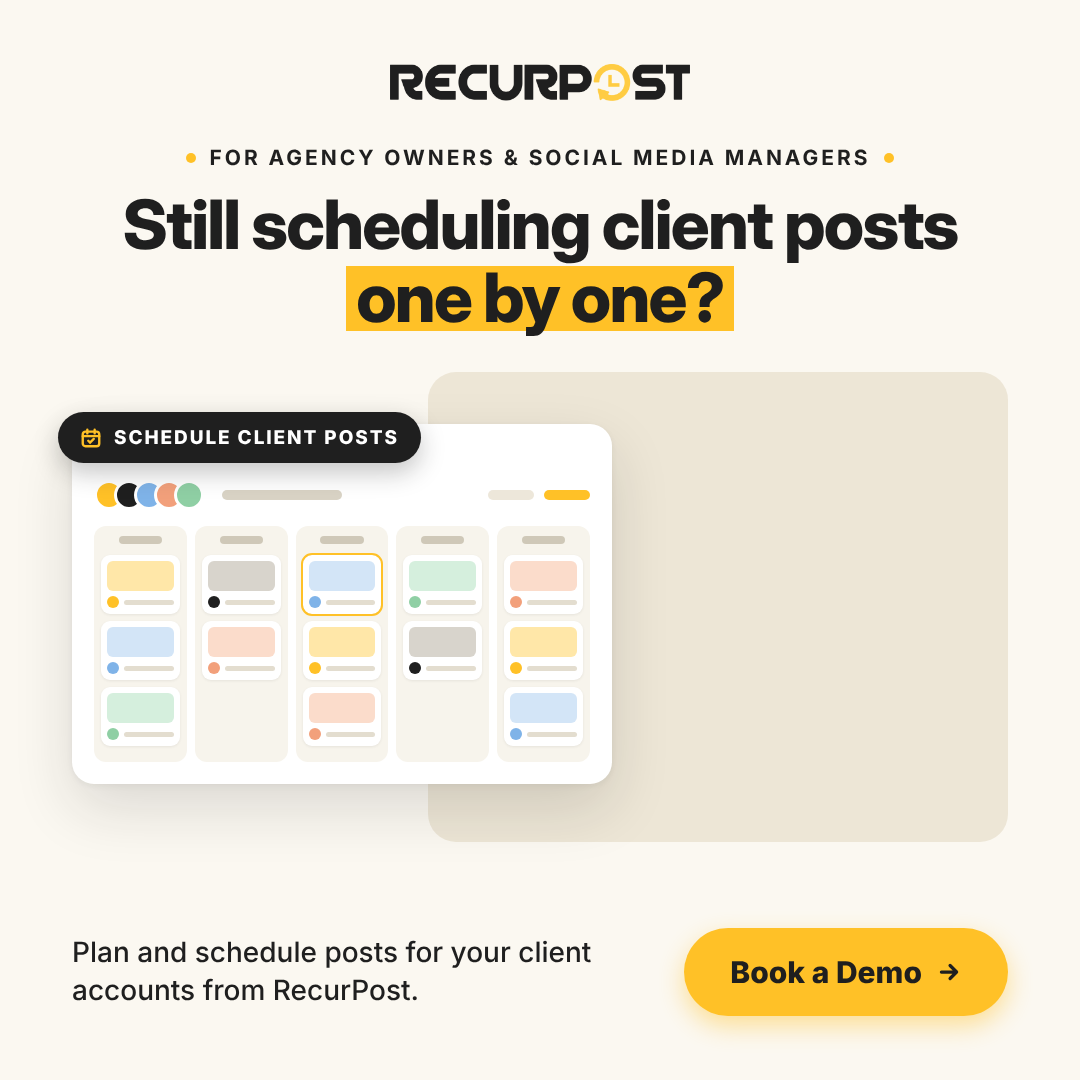 RECURPOST
FOR AGENCY OWNERS & SOCIAL MEDIA MANAGERS
Still scheduling client posts
one by one?
SCHEDULE CLIENT POSTS
Plan and schedule posts for your client
accounts from RecurPost.
Book a Demo →